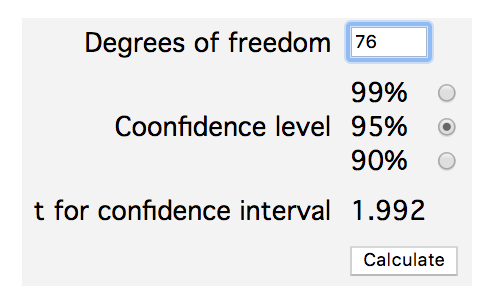 Degrees of freedom 76
99%
Coonfidence level 95%
90%
t for confidence interval 1.992
Calculate